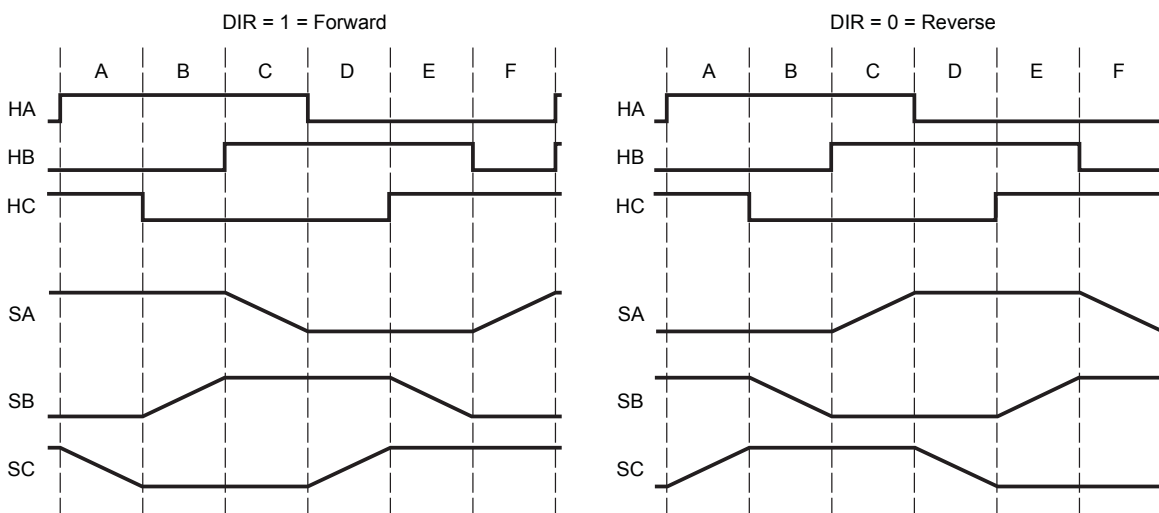 DIR = 1 = Forward
A B C D E F
HA
HB
HC
SA
SB
SC
DIR = 0 = Reverse
A B C D E F
HA
HB
HC
SA
SB
SC